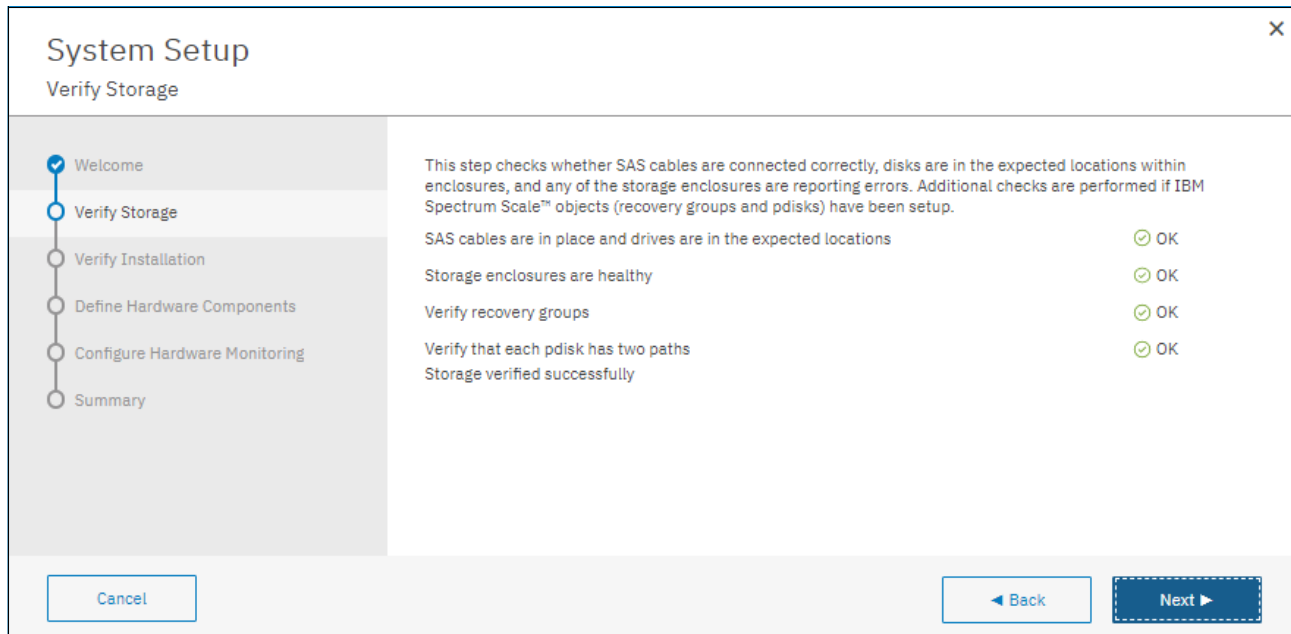 System Setup
Verify Storage
Welcome
Verify Storage
Verify Installation
Define Hardware Components
Configure Hardware Monitoring
Summary
This step checks whether SAS cables are connected correctly, disks are in the expected locations within
enclosures, and any of the storage enclosures are reporting errors. Additional checks are performed if IBM
Spectrum Scale™ objects (recovery groups and pdisks) have been setup.
SAS cables are in place and drives are in the expected locations OK
Storage enclosures are healthy OK
Verify recovery groups OK
Verify that each pdisk has two paths OK
Storage verified successfully
Cancel
◄ Back
Next ►